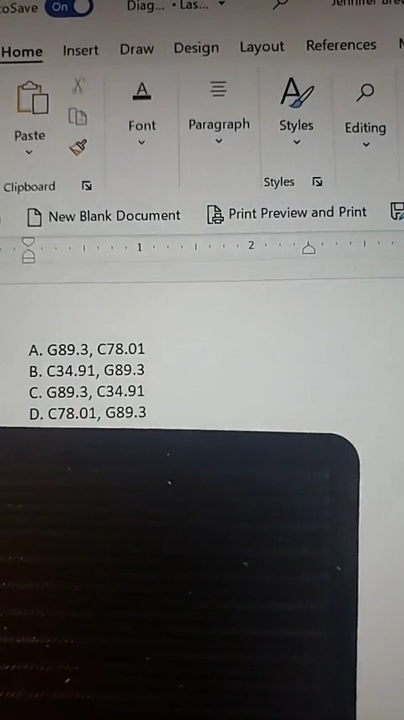 On
Diag... • Las...
Home Insert Draw Design Layout References
Paste
Font
Paragraph
Styles
Editing
Clipboard
Styles
New Blank Document
Print Preview and Print
1 2
A. G89.3, C78.01
B. C34.91, G89.3
C. G89.3, C34.91
D. C78.01, G89.3